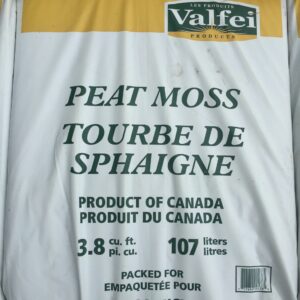 LES PRODUITS
Valfei
PRODUCTS
PEAT MOSS
TOURBE DE
SPHAIGNE
PRODUCT OF CANADA
PRODUIT DU CANADA
3.8 cu. ft. 107 liters
pi. cu. litres
PACKED FOR
EMPAQUETÉE POUR